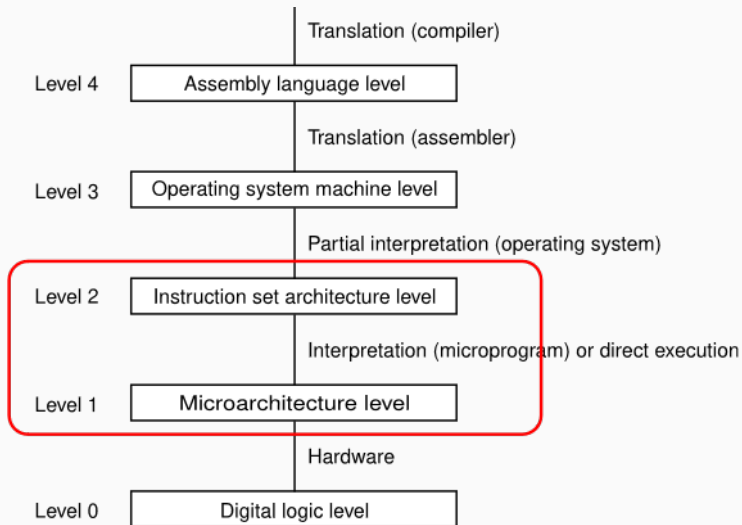 Translation (compiler)
Level 4 Assembly language level
Translation (assembler)
Level 3 Operating system machine level
Partial interpretation (operating system)
Level 2 Instruction set architecture level
Interpretation (microprogram) or direct execution
Level 1 Microarchitecture level
Hardware
Level 0 Digital logic level